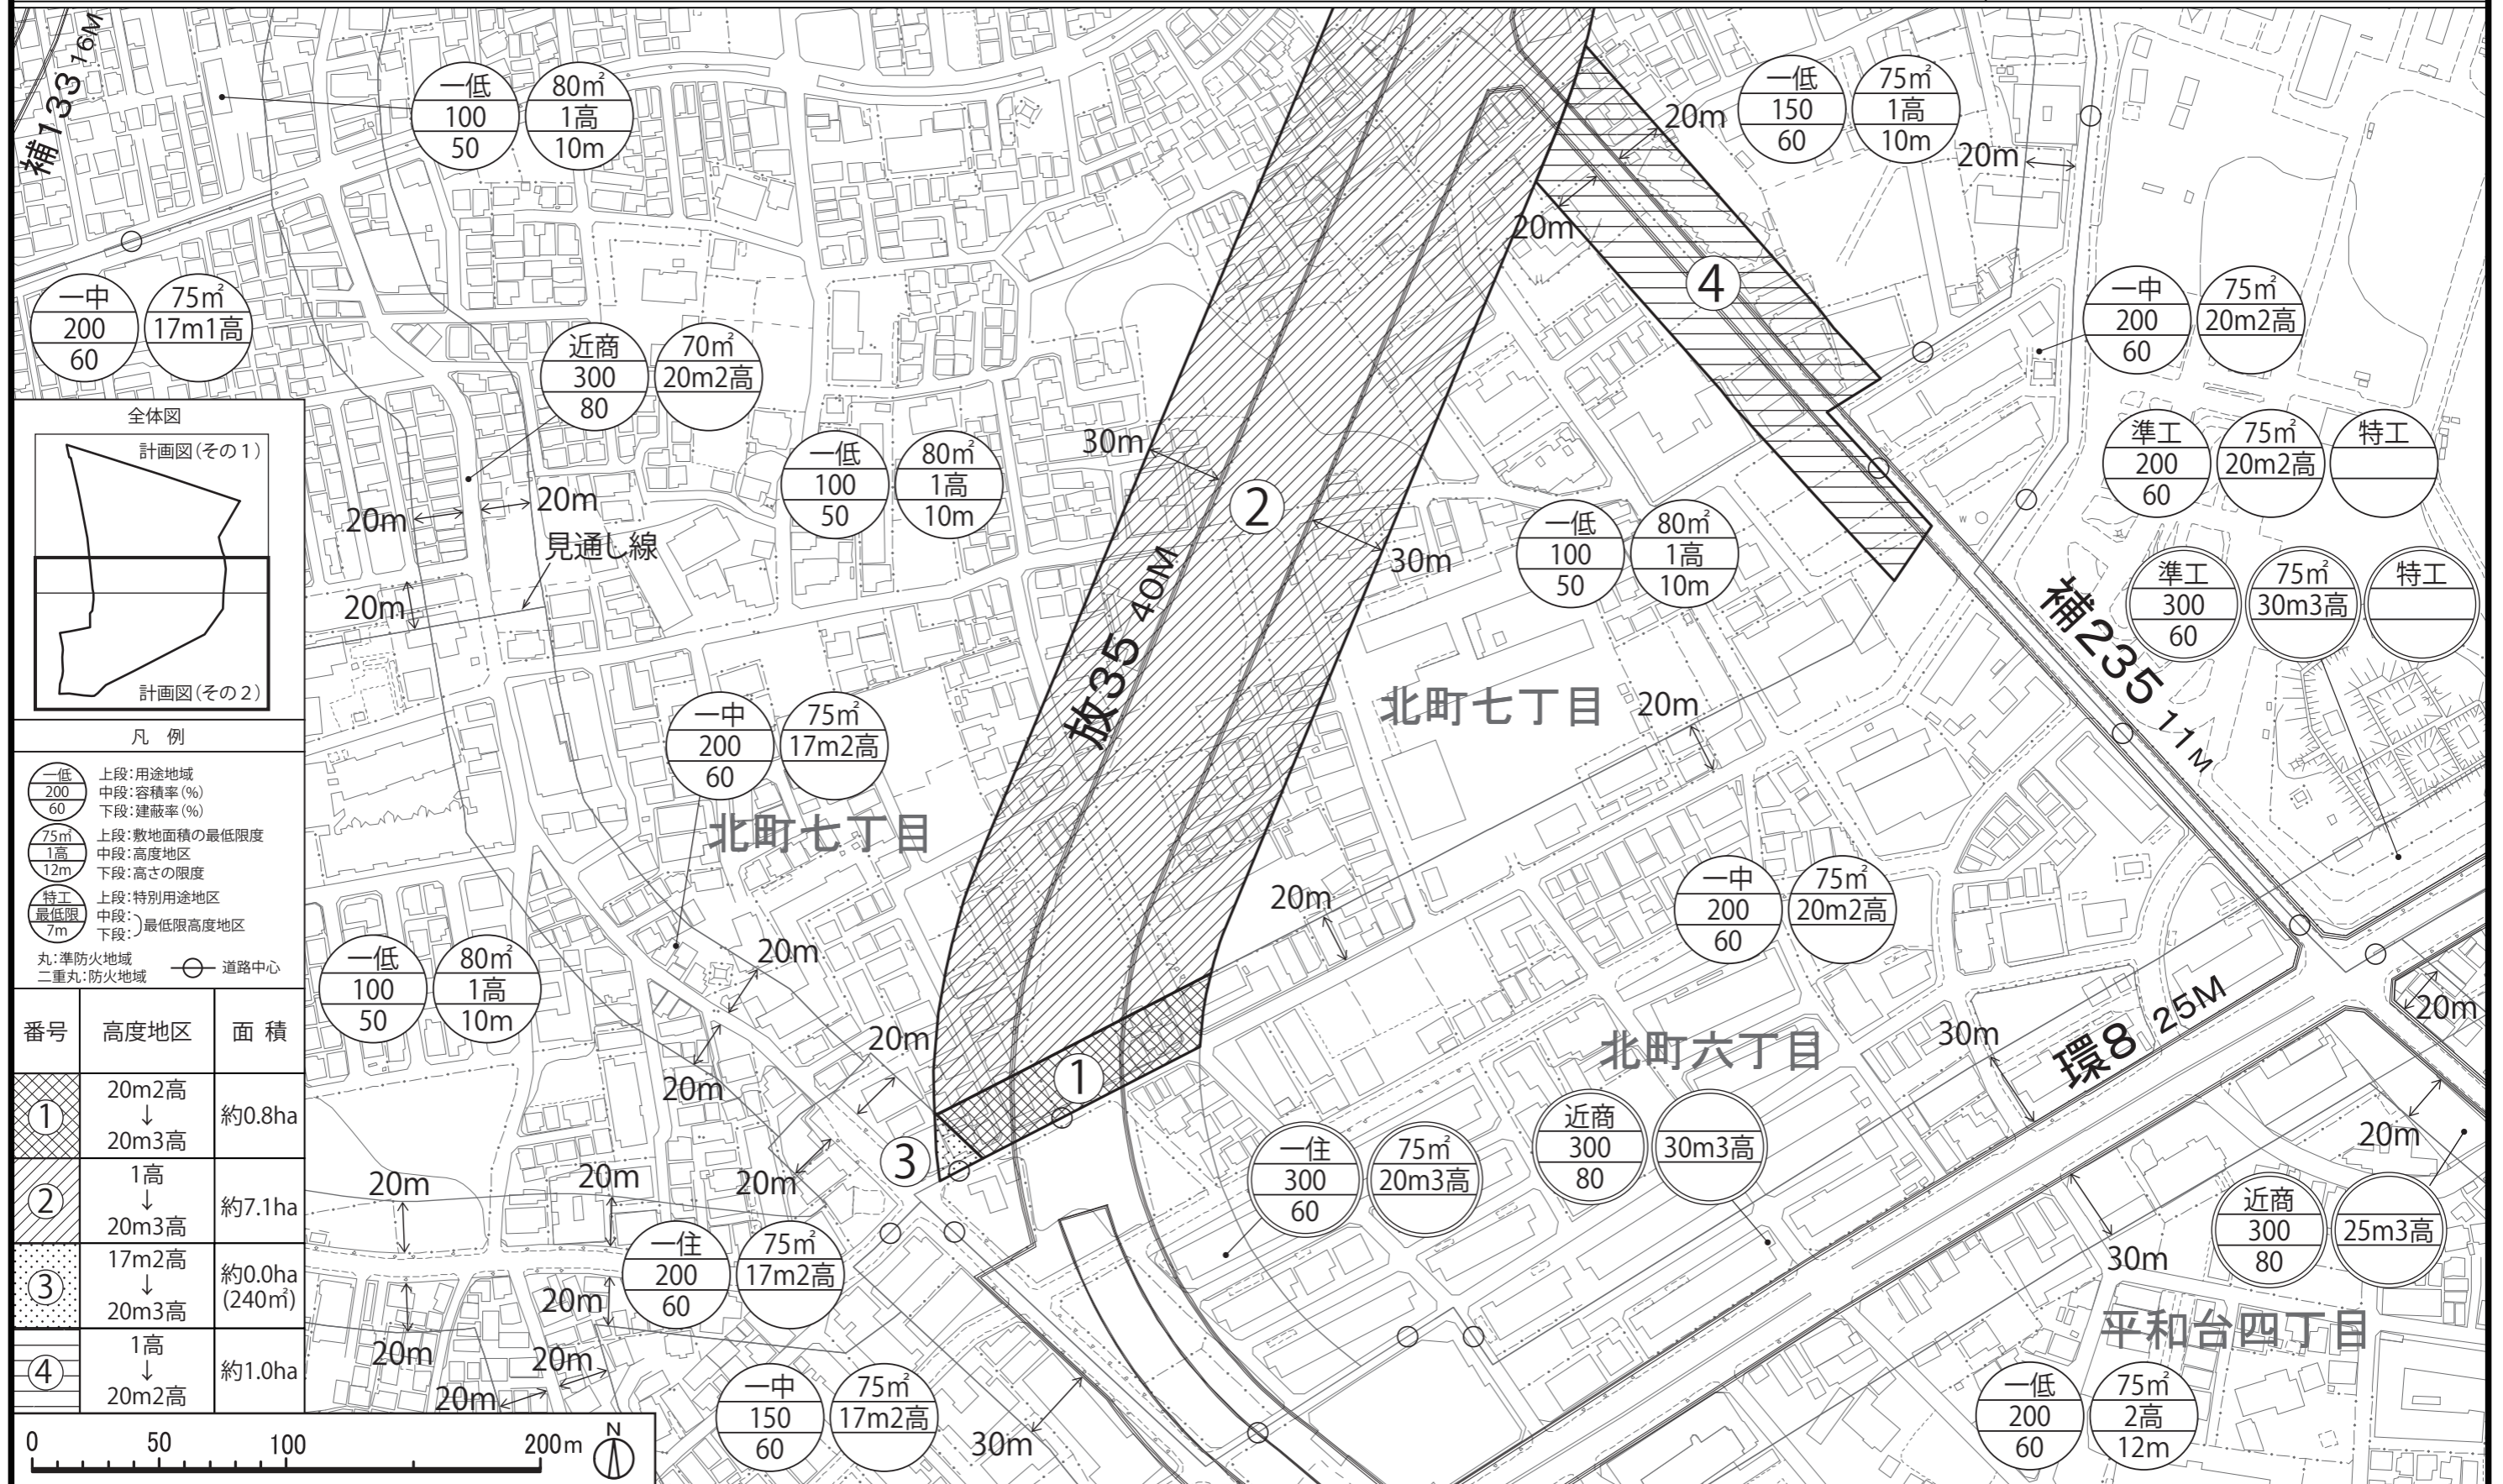 補133 16M
一低
100
50
80㎡
1高
10m
一低
150
60
75㎡
1高
10m
20m
20m
20m
一中
200
60
75㎡
17m1高
近商
300
80
70㎡
20m2高
一中
200
60
75㎡
20m2高
4
全体図
計画図(その1)
計画図(その2)
一低
100
50
80㎡
1高
10m
30m
2
30m
準工
200
60
75㎡
20m2高
特工
20m
20m
見通し線
20m
一低
100
50
80㎡
1高
10m
準工
300
60
75㎡
30m3高
特工
放35 40M
補235 11M
北町七丁目
20m
一中
200
60
75㎡
17m2高
北町七丁目
凡 例
一低
200
60
上段:用途地域
中段:容積率(%)
下段:建蔽率(%)
75㎡
1高
12m
上段:敷地面積の最低限度
中段:高度地区
下段:高さの限度
特工
最低限
7m
上段:特別用途地区
中段:
下段:
}最低限高度地区
丸:準防火地域
二重丸:防火地域
道路中心
20m
一中
200
60
75㎡
20m2高
一低
100
50
80㎡
1高
10m
20m
20m
20m
番号 高度地区 面 積
① 20m2高 ↓ 20m3高 約0.8ha
② 1高 ↓ 20m3高 約7.1ha
③ 17m2高 ↓ 20m3高 約0.0ha (240㎡)
④ 1高 ↓ 20m2高 約1.0ha
1
3
北町六丁目
30m
環8 25M
20m
20m
20m
20m
20m
一住
300
60
75㎡
20m3高
近商
300
80
30m3高
20m
30m
近商
300
80
25m3高
一住
200
60
75㎡
17m2高
20m
20m
20m
20m
平和台四丁目
一中
150
60
75㎡
17m2高
30m
一低
200
60
75㎡
2高
12m
0 50 100 200m
N